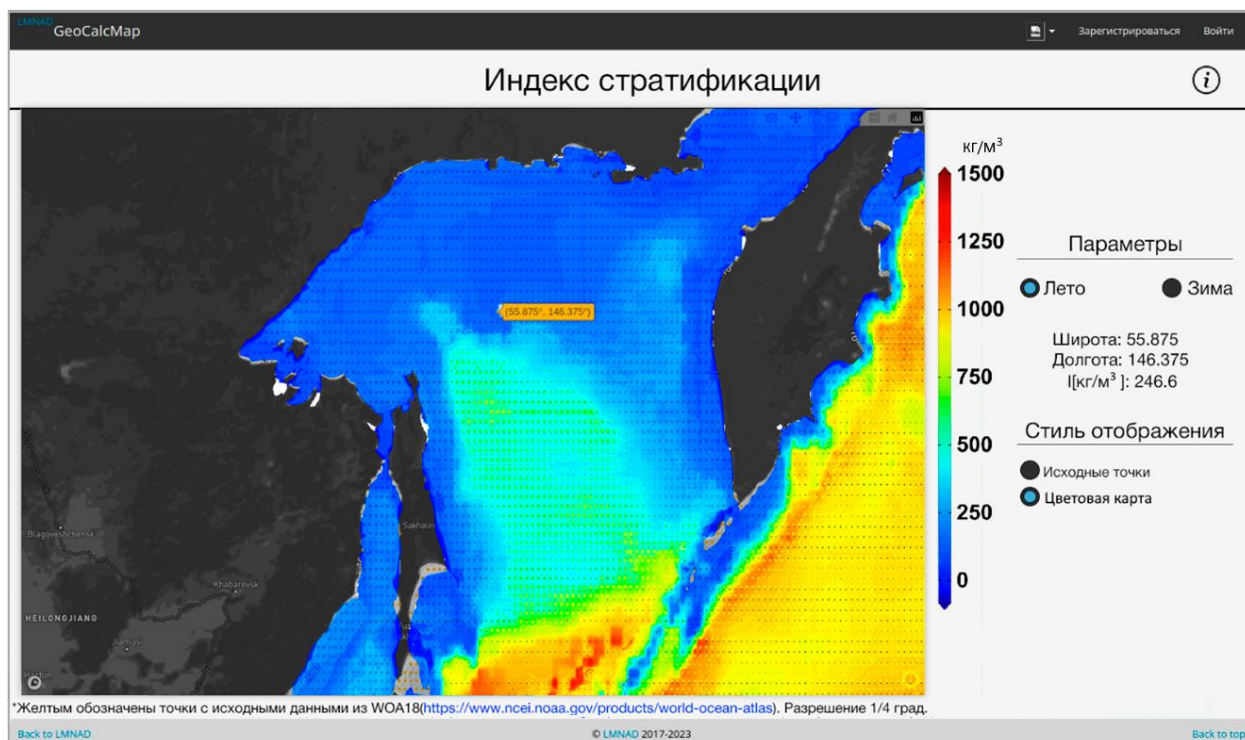 LMNAD
GeoCalcMap
Зарегистрироваться
Войти
Индекс стратификации
i
кг/м³
1500
1250
1000
750
500
250
0
(55.875°, 146.375°)
Sakhalin
Blagoveshchensk
Khabarovsk
HEILONGJIANG
Jiamusi
Параметры
Лето
Зима
Широта: 55.875
Долгота: 146.375
I[кг/м³ ]: 246.6
Стиль отображения
Исходные точки
Цветовая карта
*Желтым обозначены точки с исходными данными из WOA18(https://www.ncei.noaa.gov/products/world-ocean-atlas). Разрешение 1/4 град.
Back to LMNAD
© LMNAD 2017-2023
Back to top